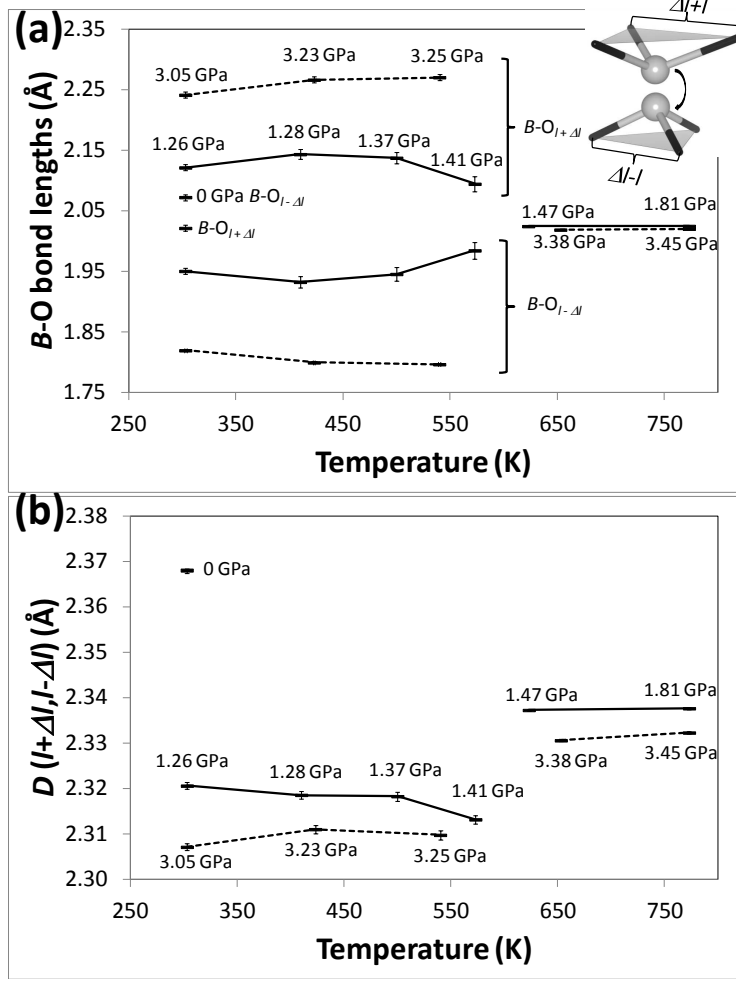 (a)
Δl+l
Δl-l
B-O bond lengths (Å)
2.35
2.25
2.15
2.05
1.95
1.85
1.75
3.05 GPa
3.23 GPa
3.25 GPa
1.26 GPa
1.28 GPa
1.37 GPa
1.41 GPa
B-Ol+Δl
0 GPa B-Ol-Δl
B-Ol+Δl
1.47 GPa
1.81 GPa
3.38 GPa
3.45 GPa
B-Ol-Δl
250 350 450 550 650 750
Temperature (K)
(b)
D (l+Δl,l-Δl) (Å)
2.38
2.37
2.36
2.35
2.34
2.33
2.32
2.31
2.30
0 GPa
1.47 GPa
1.81 GPa
3.38 GPa
3.45 GPa
1.26 GPa
1.28 GPa
1.37 GPa
1.41 GPa
3.05 GPa
3.23 GPa
3.25 GPa
250 350 450 550 650 750
Temperature (K)